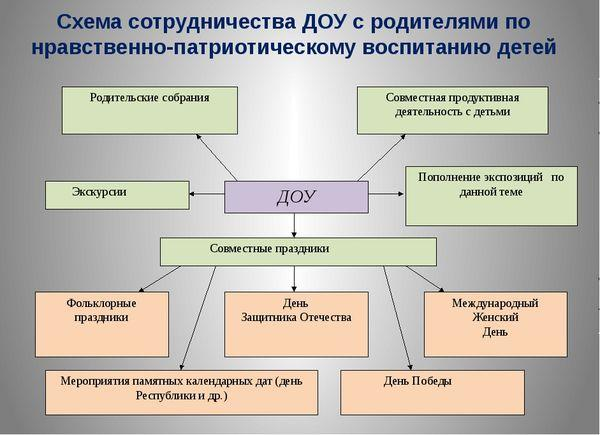 Схема сотрудничества ДОУ с родителями по
нравственно-патриотическому воспитанию детей
Родительские собрания
Совместная продуктивная
деятельность с детьми
Экскурсии
ДОУ
Пополнение экспозиций по
данной теме
Совместные праздники
Фольклорные
праздники
День
Защитника Отечества
Международный
Женский
День
Мероприятия памятных календарных дат (день
Республики и др.)
День Победы